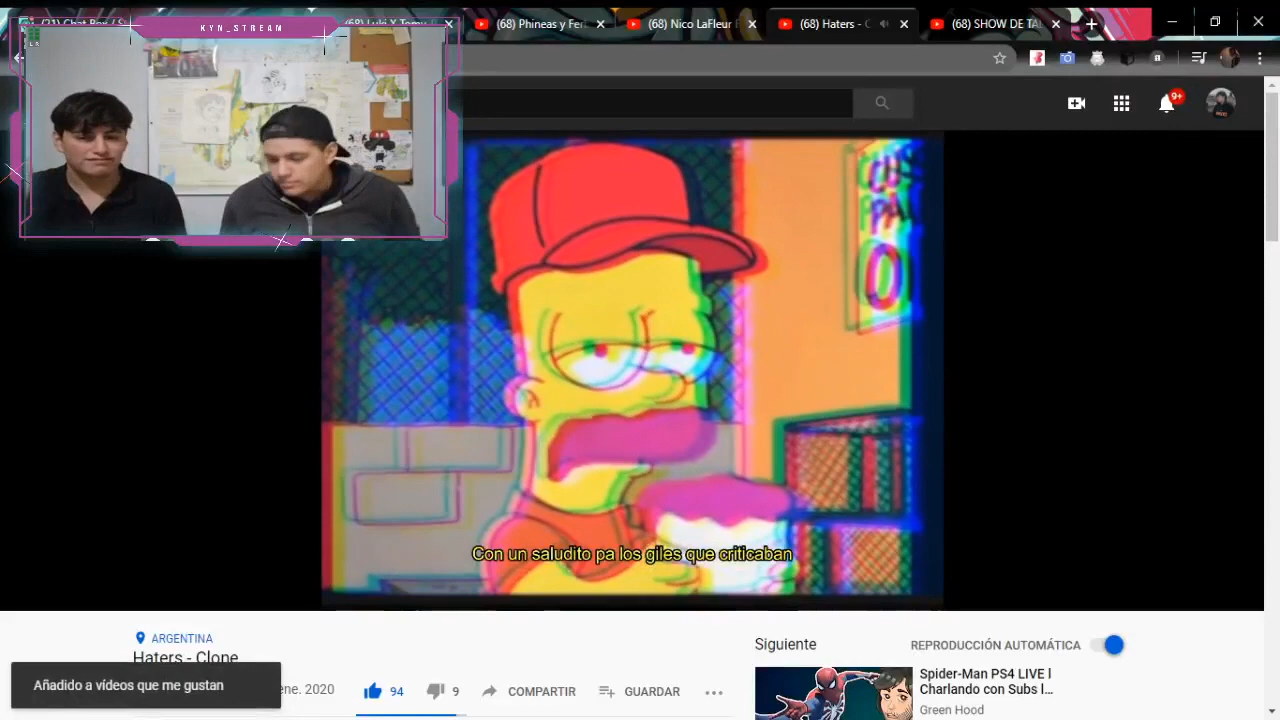 (68) Phineas y Fer
(68) Nico LaFleur F
(68) Haters - C
(68) SHOW DE TA
KYN_STREAM
9+
Con un saludito pa los giles que criticaban
ARGENTINA
Haters - Clone
ene. 2020
94
9
COMPARTIR
GUARDAR
Añadido a vídeos que me gustan
Siguiente
REPRODUCCIÓN AUTOMÁTICA
Spider-Man PS4 LIVE l
Charlando con Subs l...
Green Hood